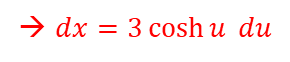 → dx = 3 cosh u du